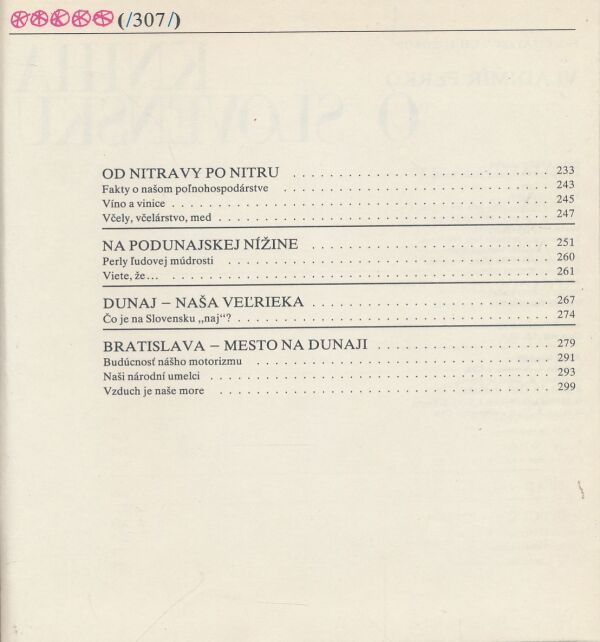 (/307/)
OD NITRAVY PO NITRU . . . . . . . . . . . . . . . . . . . . . . . . . . 233
Fakty o našom poľnohospodárstve . . . . . . . . . . . . . . . . . . . . . . . . . . 243
Víno a vinice . . . . . . . . . . . . . . . . . . . . . . . . . . 245
Včely, včelárstvo, med . . . . . . . . . . . . . . . . . . . . . . . . . . 247
NA PODUNAJSKEJ NÍŽINE . . . . . . . . . . . . . . . . . . . . . . . . . . 251
Perly ľudovej múdrosti . . . . . . . . . . . . . . . . . . . . . . . . . . 260
Viete, že... . . . . . . . . . . . . . . . . . . . . . . . . . . 261
DUNAJ – NAŠA VEĽRIEKA . . . . . . . . . . . . . . . . . . . . . . . . . . 267
Čo je na Slovensku „naj“? . . . . . . . . . . . . . . . . . . . . . . . . . . 274
BRATISLAVA – MESTO NA DUNAJI . . . . . . . . . . . . . . . . . . . . . . . . . . 279
Budúcnosť nášho motorizmu . . . . . . . . . . . . . . . . . . . . . . . . . . 291
Naši národní umelci . . . . . . . . . . . . . . . . . . . . . . . . . . 293
Vzduch je naše more . . . . . . . . . . . . . . . . . . . . . . . . . . 299